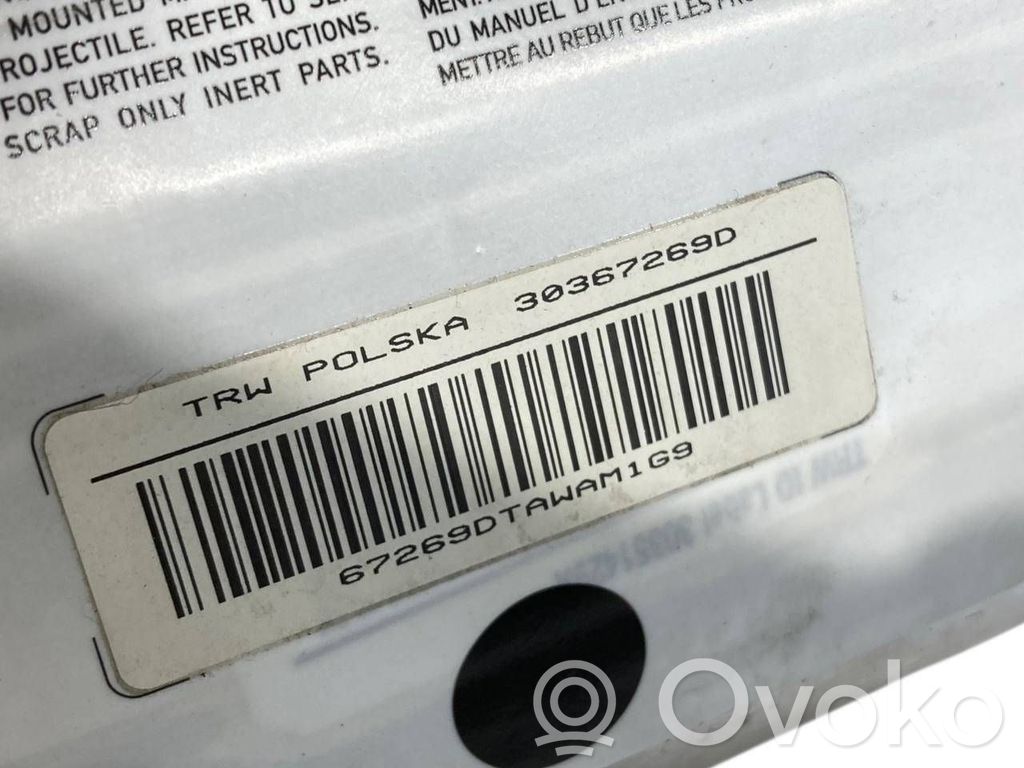 MOUNTED
ROJECTILE. REFER TO
FOR FURTHER INSTRUCTIONS.
SCRAP ONLY INERT PARTS.
DU MANUEL
METTRE AU REBUT QUE LES
TRW POLSKA 30367269D
67269DTAWAM1G9
Ovoko